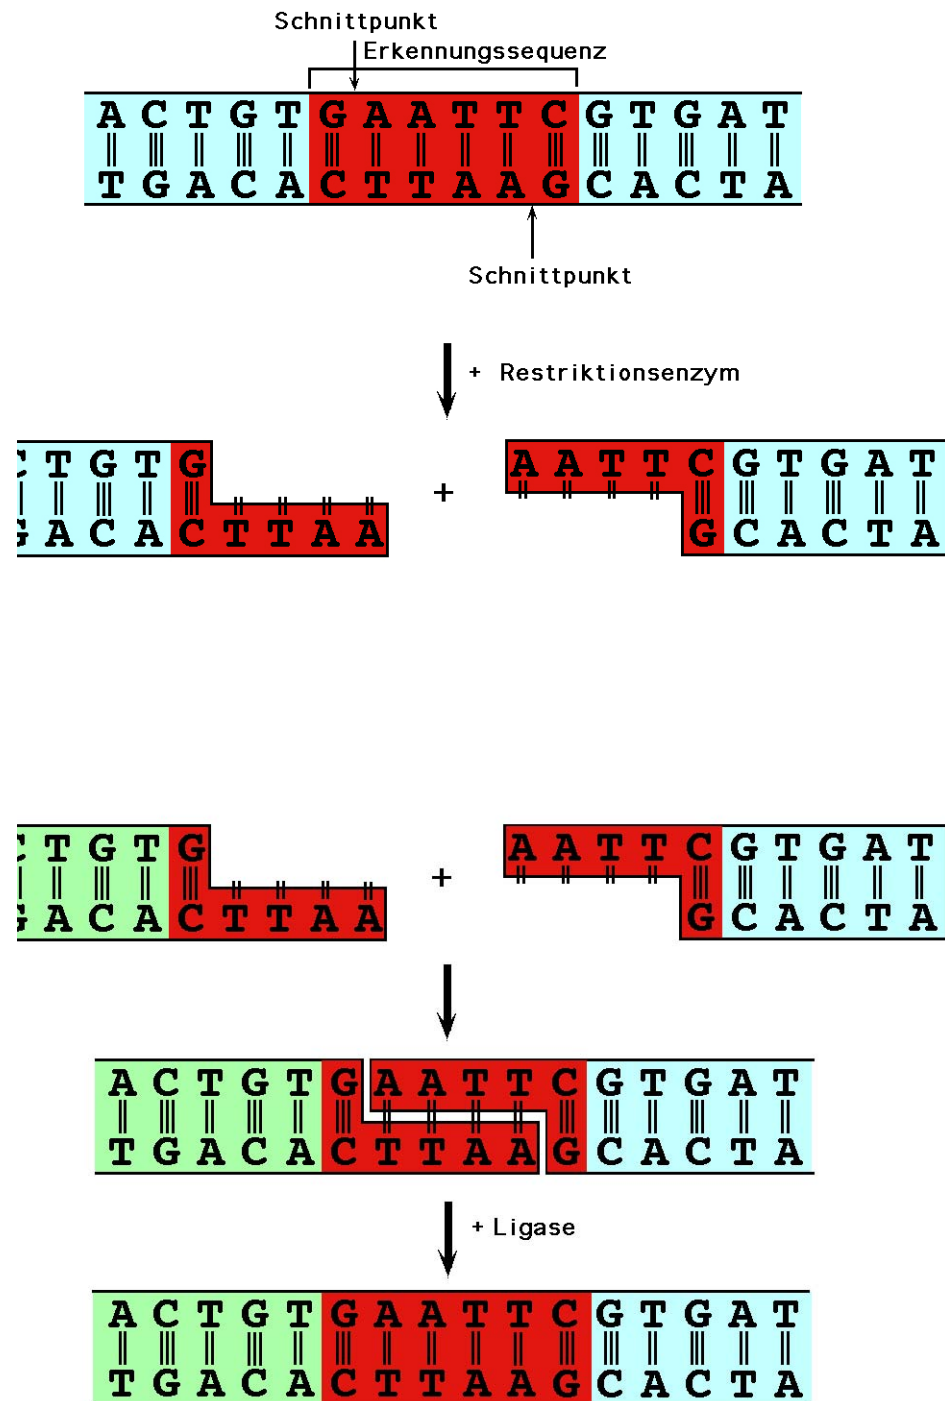 Schnittpunkt
Erkennungssequenz
A C T G T G A A T T C G T G A T
T G A C A C T T A A G C A C T A
Schnittpunkt
+ Restriktionsenzym
C T G T G A A T T C G T G A T
+
G A C A C T T A A G C A C T A
C T G T G A A T T C G T G A T
+
G A C A C T T A A G C A C T A
A C T G T G A A T T C G T G A T
T G A C A C T T A A G C A C T A
+ Ligase
A C T G T G A A T T C G T G A T
T G A C A C T T A A G C A C T A